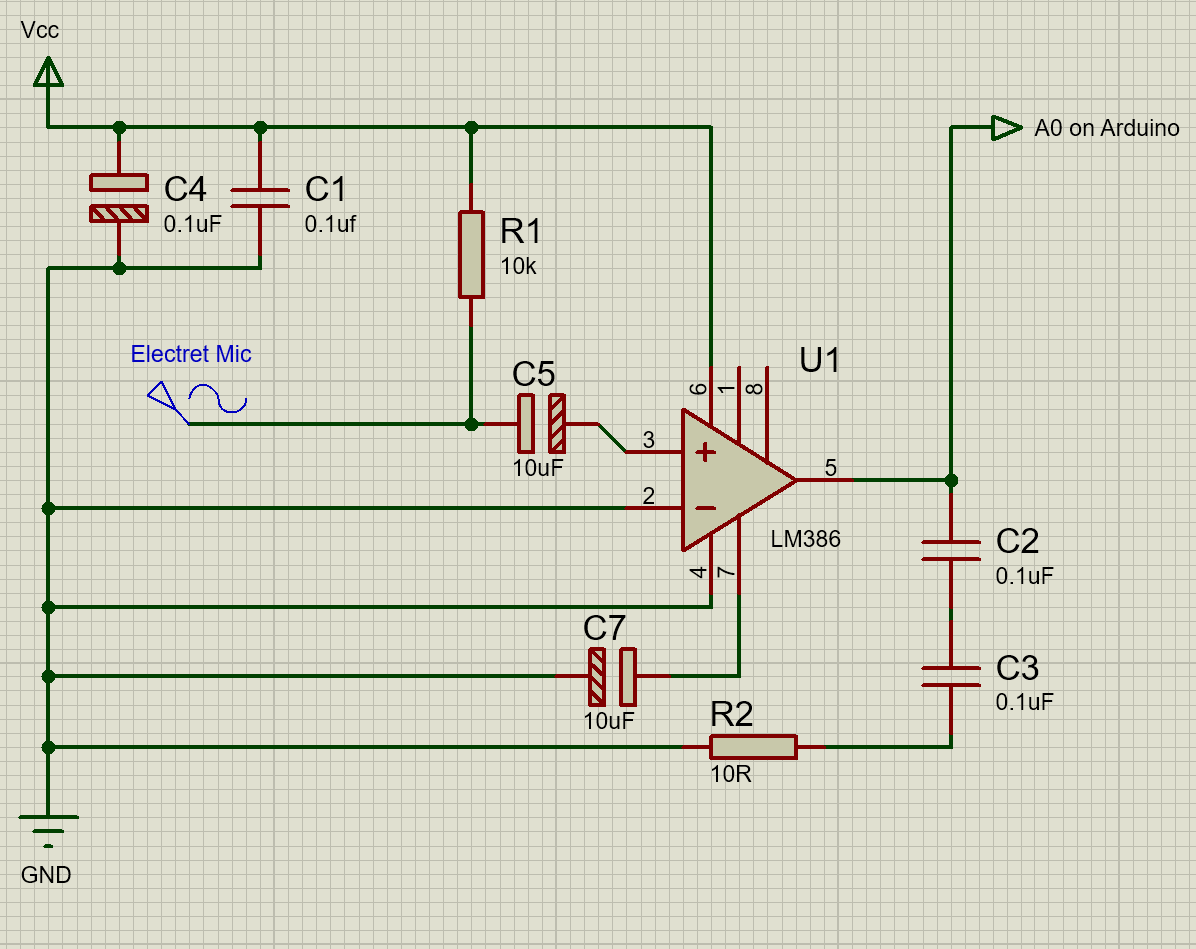 Vcc
A0 on Arduino
C4
0.1uF
C1
0.1uf
R1
10k
Electret Mic
C5
10uF
U1
6
1
8
3
+
2
−
5
LM386
4
7
C2
0.1uF
C7
10uF
C3
0.1uF
R2
10R
GND